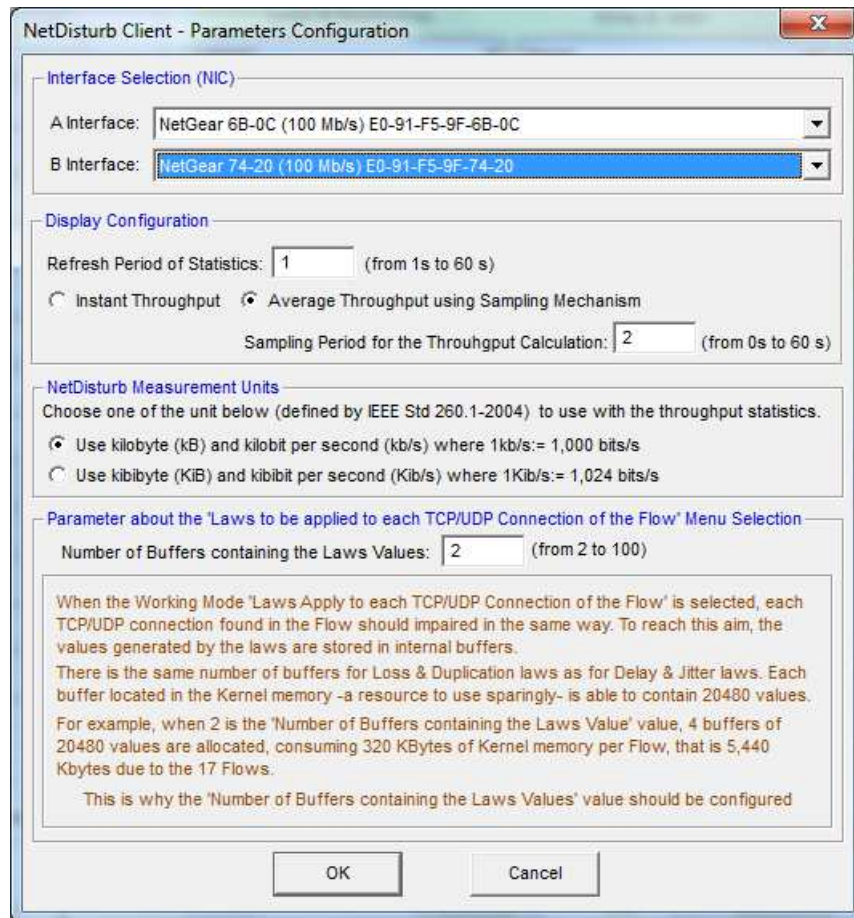 NetDisturb Client - Parameters Configuration
Interface Selection (NIC)
A Interface: NetGear 6B-0C (100 Mb/s) E0-91-F5-9F-6B-0C
B Interface: NetGear 74-20 (100 Mb/s) E0-91-F5-9F-74-20
Display Configuration
Refresh Period of Statistics: 1 (from 1s to 60 s)
Instant Throughput Average Throughput using Sampling Mechanism
Sampling Period for the Throuhgput Calculation: 2 (from 0s to 60 s)
NetDisturb Measurement Units
Choose one of the unit below (defined by IEEE Std 260.1-2004) to use with the throughput statistics.
Use kilobyte (kB) and kilobit per second (kb/s) where 1kb/s:= 1,000 bits/s
Use kibibyte (KiB) and kibibit per second (Kib/s) where 1Kib/s:= 1,024 bits/s
Parameter about the 'Laws to be applied to each TCP/UDP Connection of the Flow' Menu Selection
Number of Buffers containing the Laws Values: 2 (from 2 to 100)
When the Working Mode 'Laws Apply to each TCP/UDP Connection of the Flow' is selected, each
TCP/UDP connection found in the Flow should impaired in the same way. To reach this aim, the
values generated by the laws are stored in internal buffers.
There is the same number of buffers for Loss & Duplication laws as for Delay & Jitter laws. Each
buffer located in the Kernel memory -a resource to use sparingly- is able to contain 20480 values.
For example, when 2 is the 'Number of Buffers containing the Laws Value' value, 4 buffers of
20480 values are allocated, consuming 320 KBytes of Kernel memory per Flow, that is 5,440
Kbytes due to the 17 Flows.
This is why the 'Number of Buffers containing the Laws Values' value should be configured
OK Cancel